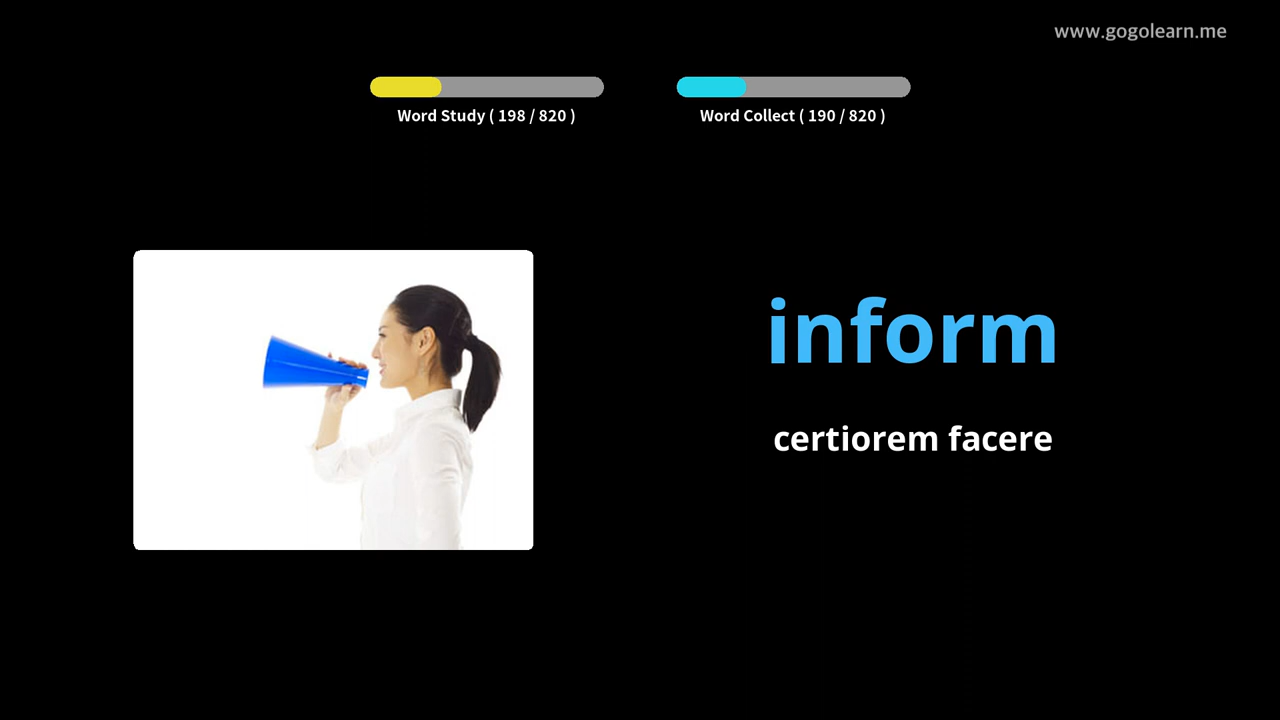 www.gogolearn.me
Word Study ( 198 / 820 )
Word Collect ( 190 / 820 )
inform
certiorem facere